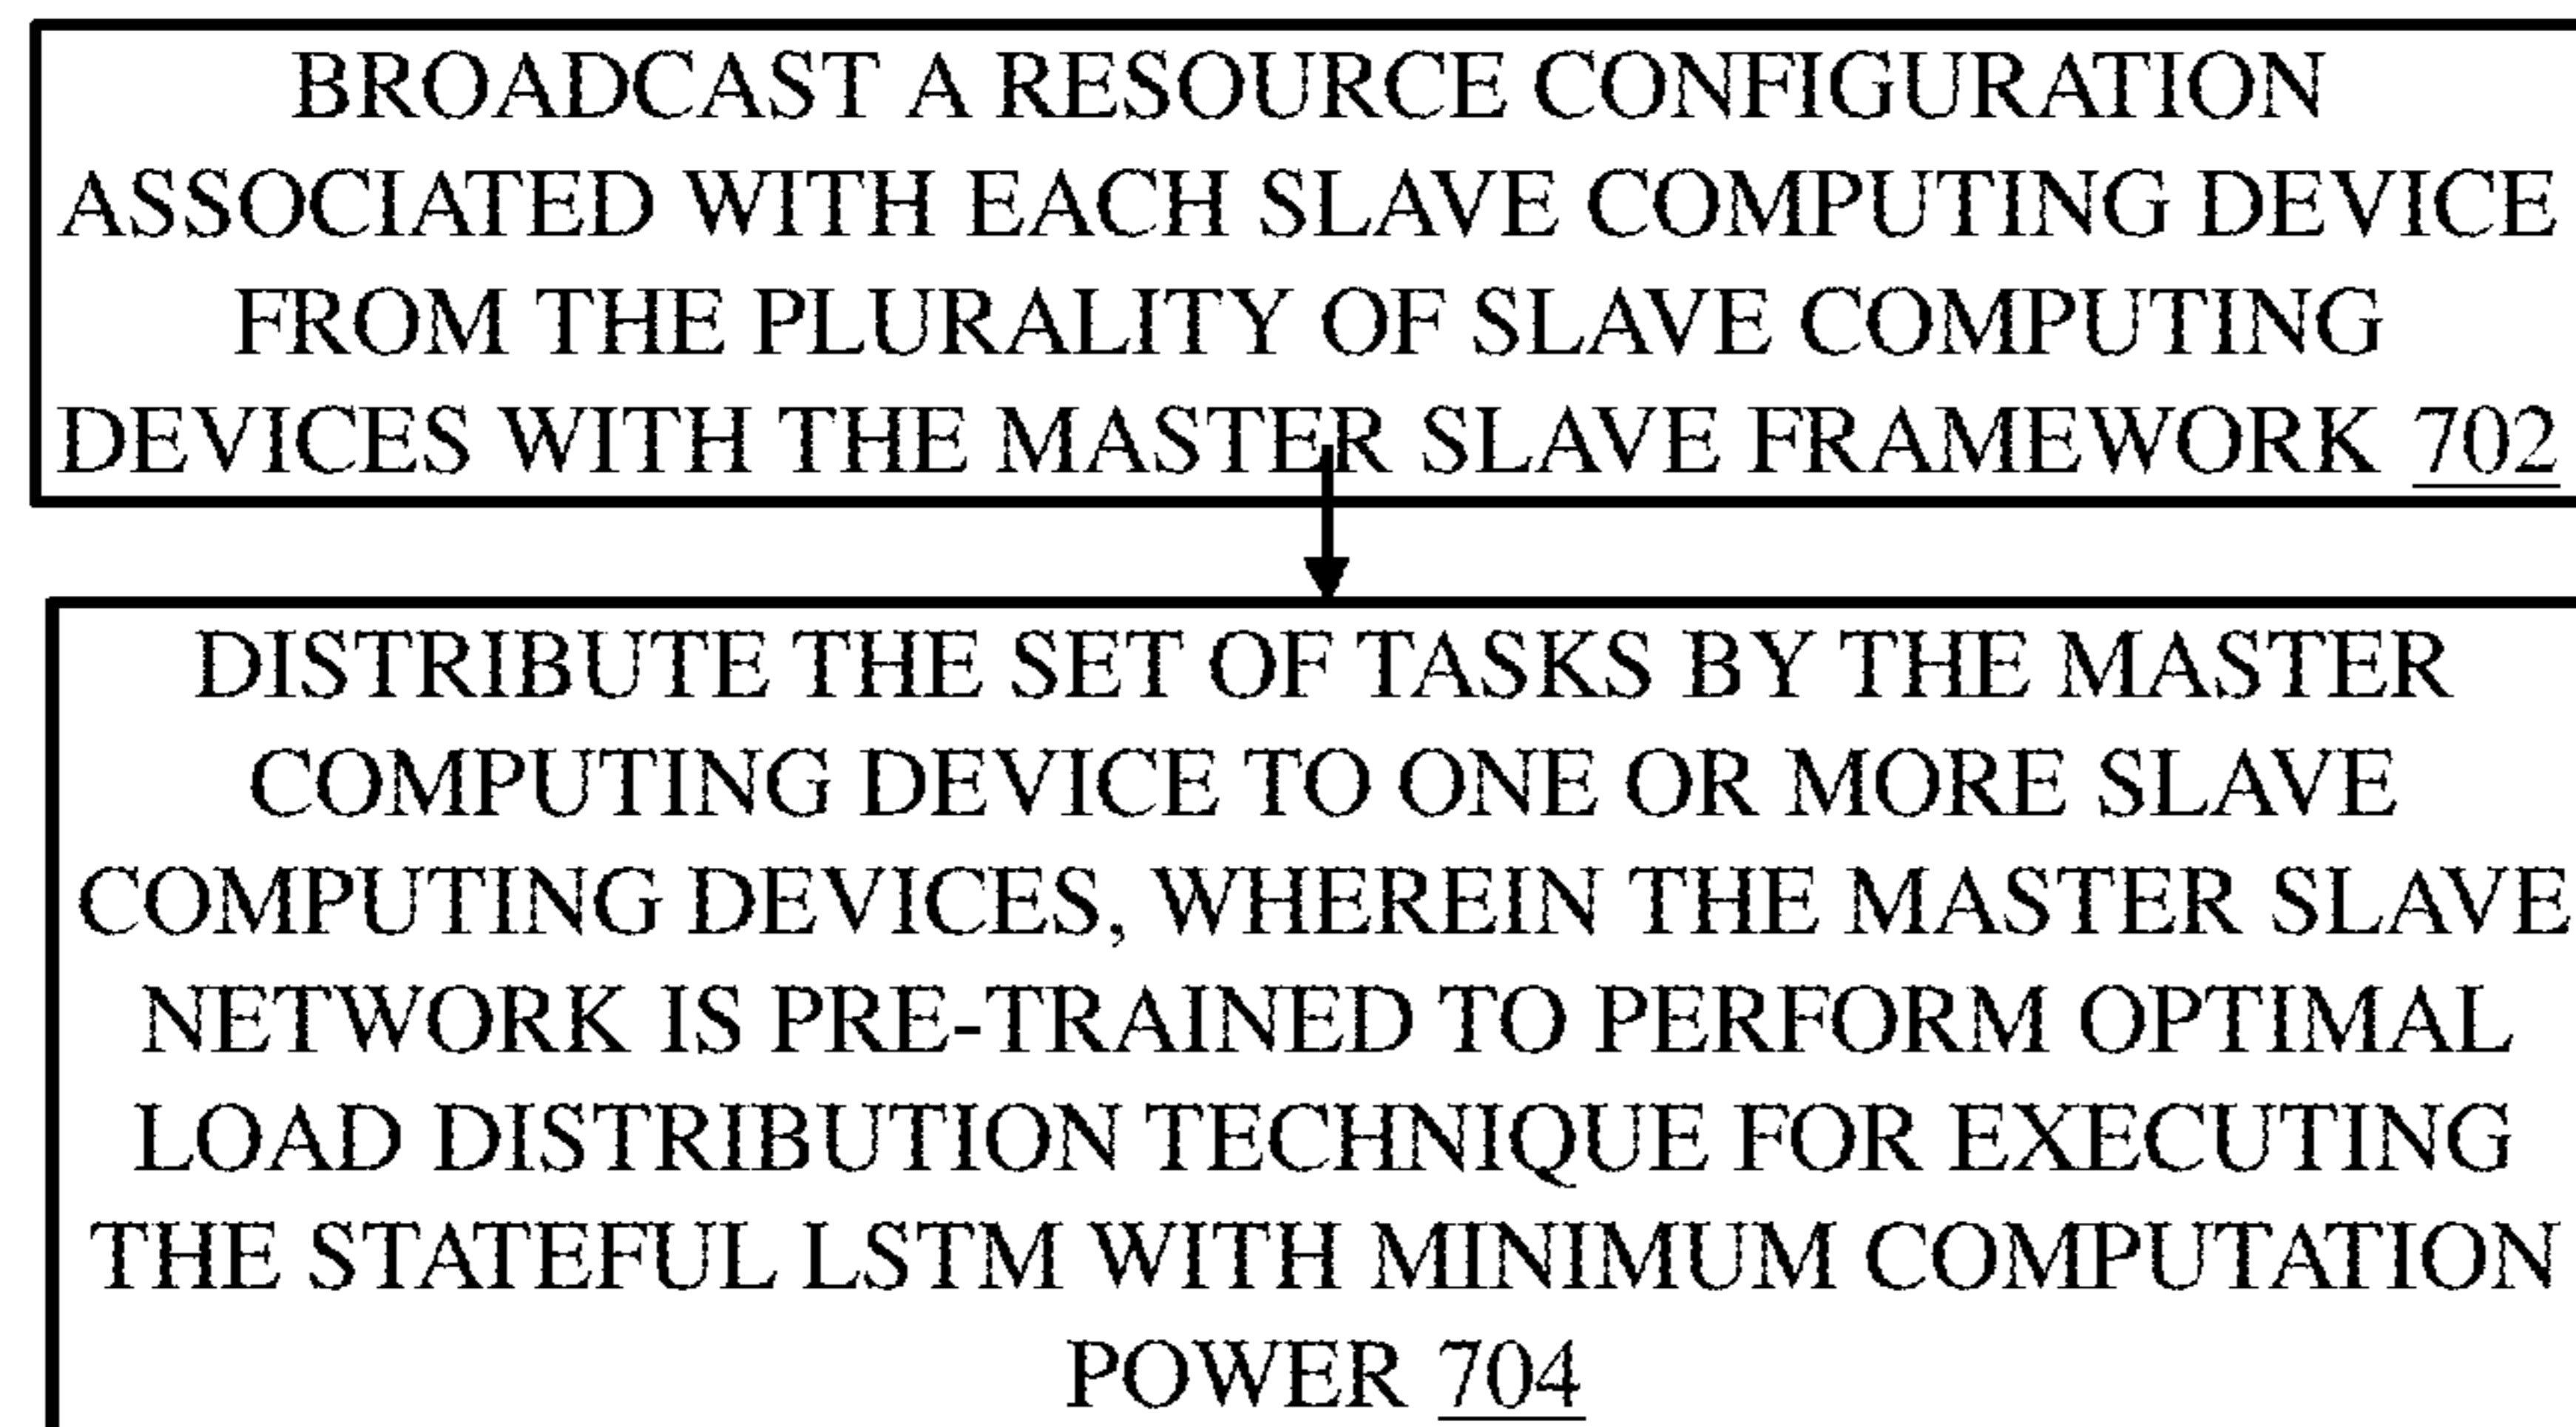 BROADCAST A RESOURCE CONFIGURATION
ASSOCIATED WITH EACH SLAVE COMPUTING DEVICE
FROM THE PLURALITY OF SLAVE COMPUTING
DEVICES WITH THE MASTER SLAVE FRAMEWORK 702
DISTRIBUTE THE SET OF TASKS BY THE MASTER
COMPUTING DEVICE TO ONE OR MORE SLAVE
COMPUTING DEVICES, WHEREIN THE MASTER SLAVE
NETWORK IS PRE-TRAINED TO PERFORM OPTIMAL
LOAD DISTRIBUTION TECHNIQUE FOR EXECUTING
THE STATEFUL LSTM WITH MINIMUM COMPUTATION
POWER 704